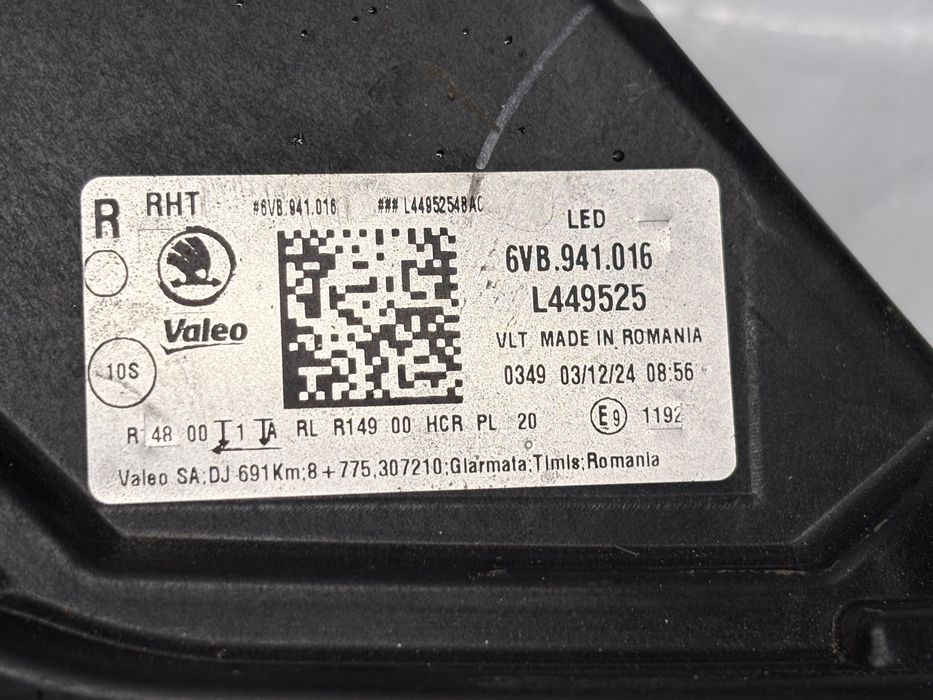 R RHT #6VB.941.016 ### L4495254BAC
LED
6VB.941.016
L449525
Valeo
VLT MADE IN ROMANIA
10S
0349 03/12/24 08:56
R 48 00 T 1 IA RL R149 00 HCR PL 20 E9 1192
Valeo SA;DJ 691Km;8+775,307210;Giarmata;Timis;Romania